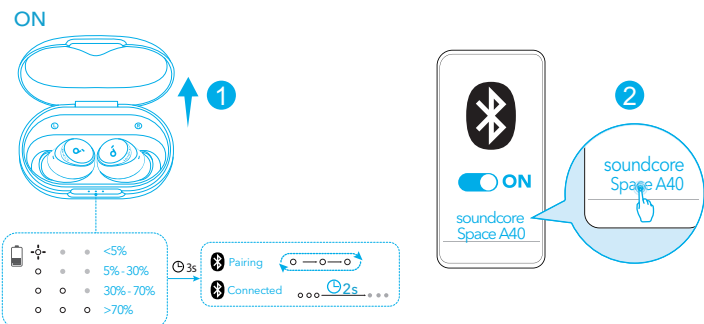 ON
1
L
R
<5%
5% - 30%
30% - 70%
>70%
3s
Pairing
Connected
2s
ON
soundcore
Space A40
2
soundcore
Space A40